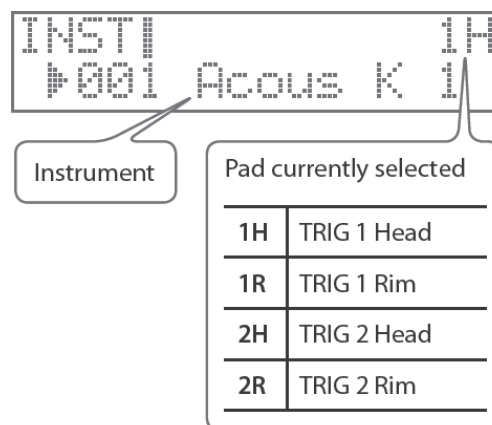 INST 1H
001 Acous K 1
Instrument
Pad currently selected
1H TRIG 1 Head
1R TRIG 1 Rim
2H TRIG 2 Head
2R TRIG 2 Rim